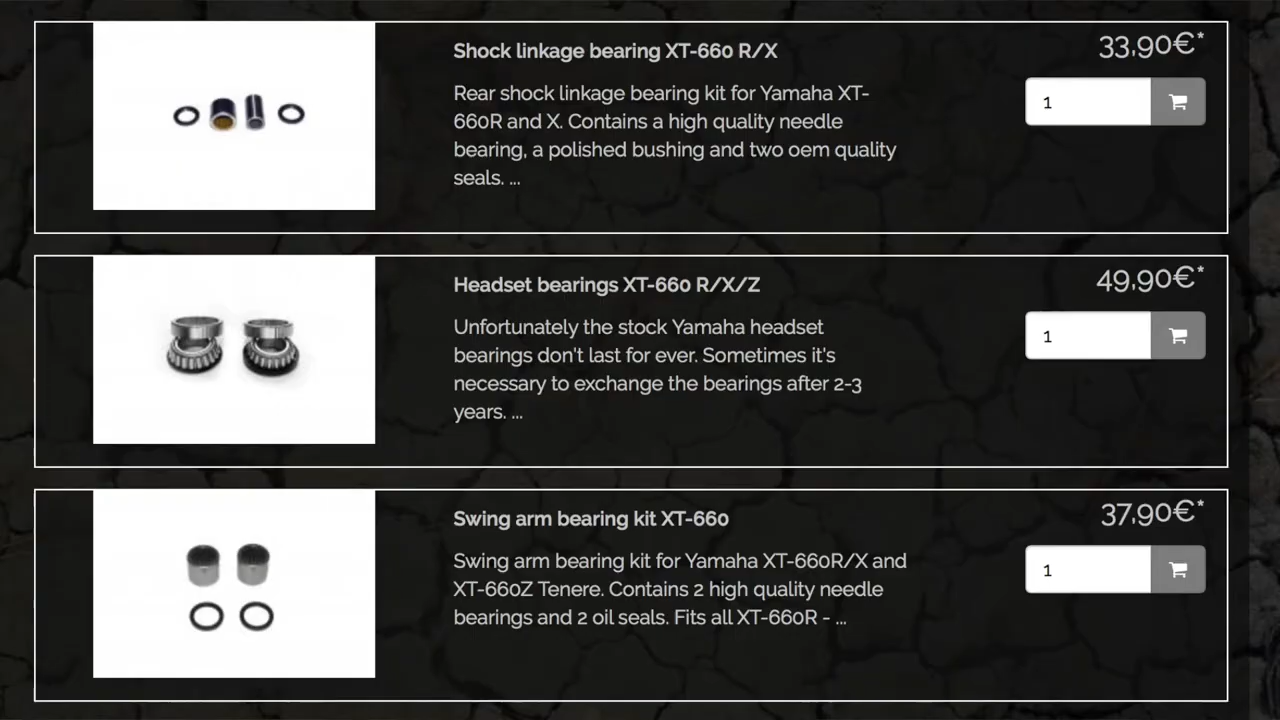 Shock linkage bearing XT-660 R/X
33,90€*
Rear shock linkage bearing kit for Yamaha XT-
660R and X. Contains a high quality needle
bearing, a polished bushing and two oem quality
seals. ...
1
Headset bearings XT-660 R/X/Z
49,90€*
Unfortunately the stock Yamaha headset
bearings don't last for ever. Sometimes it's
necessary to exchange the bearings after 2-3
years. ...
1
Swing arm bearing kit XT-660
37,90€*
Swing arm bearing kit for Yamaha XT-660R/X and
XT-660Z Tenere. Contains 2 high quality needle
bearings and 2 oil seals. Fits all XT-660R - ...
1